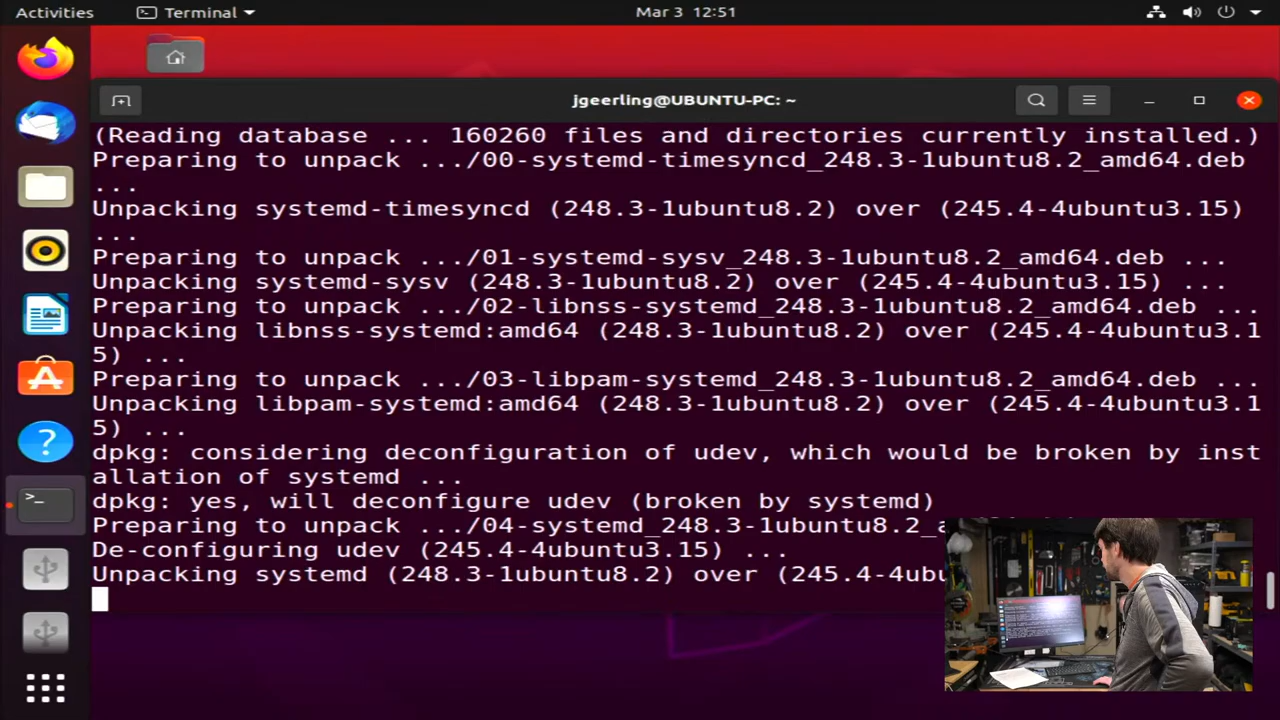 Activities Terminal Mar 3 12:51
jgeerling@UBUNTU-PC: ~
(Reading database ... 160260 files and directories currently installed.)
Preparing to unpack .../00-systemd-timesyncd_248.3-1ubuntu8.2_amd64.deb
...
Unpacking systemd-timesyncd (248.3-1ubuntu8.2) over (245.4-4ubuntu3.15)
...
Preparing to unpack .../01-systemd-sysv_248.3-1ubuntu8.2_amd64.deb ...
Unpacking systemd-sysv (248.3-1ubuntu8.2) over (245.4-4ubuntu3.15) ...
Preparing to unpack .../02-libnss-systemd_248.3-1ubuntu8.2_amd64.deb ...
Unpacking libnss-systemd:amd64 (248.3-1ubuntu8.2) over (245.4-4ubuntu3.1
5) ...
Preparing to unpack .../03-libpam-systemd_248.3-1ubuntu8.2_amd64.deb ...
Unpacking libpam-systemd:amd64 (248.3-1ubuntu8.2) over (245.4-4ubuntu3.1
5) ...
dpkg: considering deconfiguration of udev, which would be broken by inst
allation of systemd ...
dpkg: yes, will deconfigure udev (broken by systemd)
Preparing to unpack .../04-systemd_248.3-1ubuntu8.2_a
De-configuring udev (245.4-4ubuntu3.15) ...
Unpacking systemd (248.3-1ubuntu8.2) over (245.4-4ubu